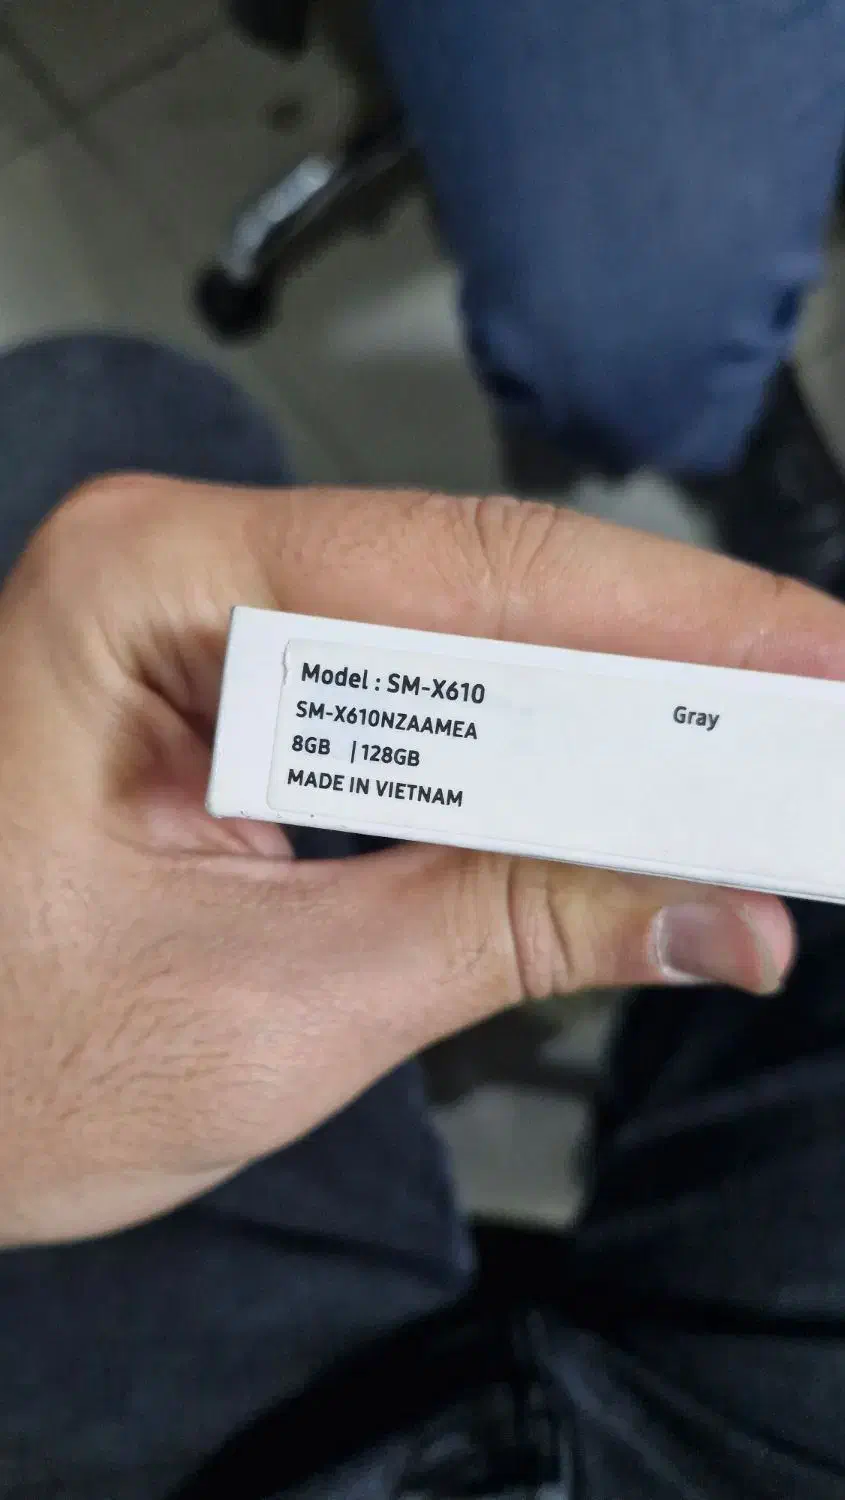 Model : SM-X610
Gray
SM-X610NZAAMEA
8GB | 128GB
MADE IN VIETNAM